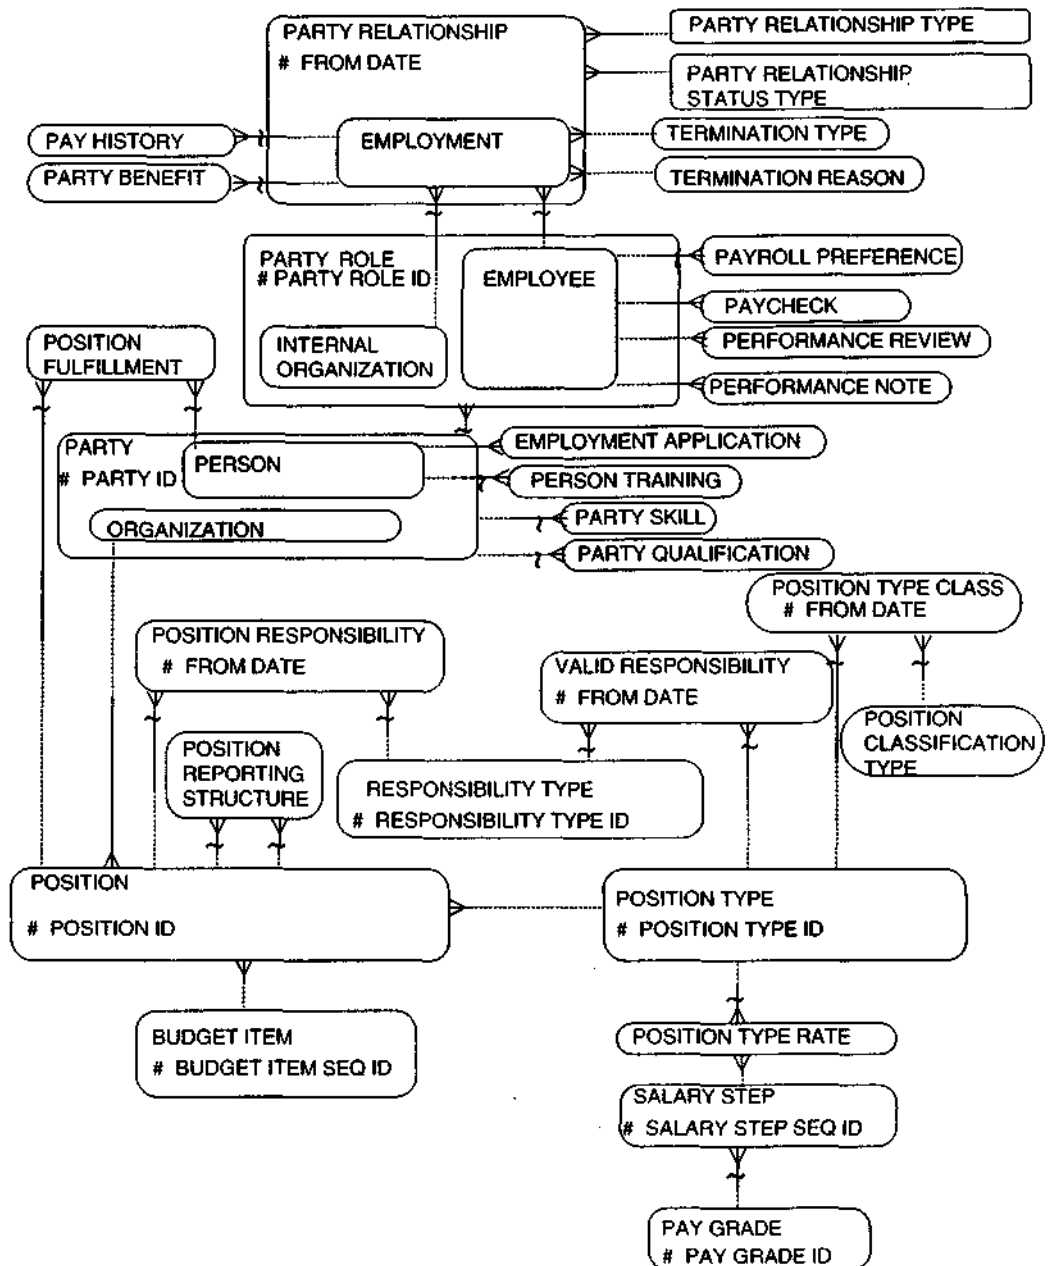 PARTY RELATIONSHIP
# FROM DATE
PARTY RELATIONSHIP TYPE
PARTY RELATIONSHIP
STATUS TYPE
PAY HISTORY
EMPLOYMENT
TERMINATION TYPE
PARTY BENEFIT
TERMINATION REASON
PARTY ROLE
# PARTY ROLE ID
EMPLOYEE
PAYROLL PREFERENCE
PAYCHECK
POSITION
FULFILLMENT
INTERNAL
ORGANIZATION
PERFORMANCE REVIEW
PERFORMANCE NOTE
PARTY
# PARTY ID
PERSON
EMPLOYMENT APPLICATION
PERSON TRAINING
ORGANIZATION
PARTY SKILL
PARTY QUALIFICATION
POSITION TYPE CLASS
# FROM DATE
POSITION RESPONSIBILITY
# FROM DATE
VALID RESPONSIBILITY
# FROM DATE
POSITION
CLASSIFICATION
TYPE
POSITION
REPORTING
STRUCTURE
RESPONSIBILITY TYPE
# RESPONSIBILITY TYPE ID
POSITION
# POSITION ID
POSITION TYPE
# POSITION TYPE ID
BUDGET ITEM
# BUDGET ITEM SEQ ID
POSITION TYPE RATE
SALARY STEP
# SALARY STEP SEQ ID
PAY GRADE
# PAY GRADE ID